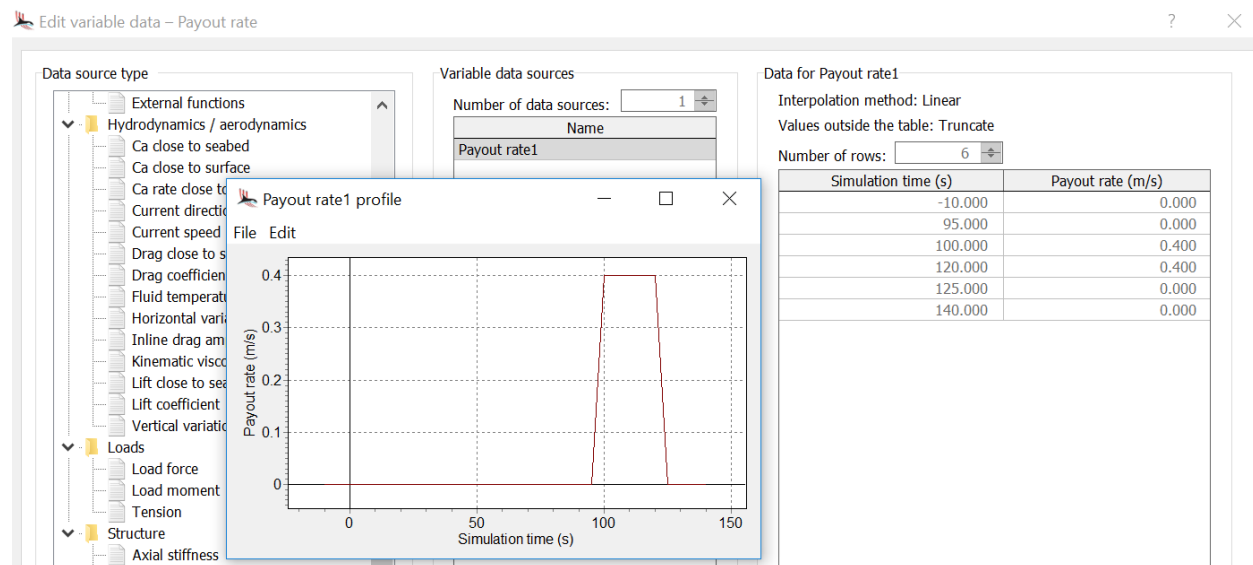 Edit variable data – Payout rate
?
Data source type
External functions
Hydrodynamics / aerodynamics
Ca close to seabed
Ca close to surface
Ca rate close to
Current directio
Current speed
Drag close to s
Drag coefficien
Fluid temperatu
Horizontal varia
Inline drag am
Kinematic visco
Lift close to sea
Lift coefficient
Vertical variatio
Loads
Load force
Load moment
Tension
Structure
Axial stiffness
Variable data sources
Number of data sources: 1
Name
Payout rate1
Payout rate1 profile
File Edit
0.4
0.3
0.2
0.1
0
Payout rate (m/s)
0 50 100 150
Simulation time (s)
Data for Payout rate1
Interpolation method: Linear
Values outside the table: Truncate
Number of rows: 6
Simulation time (s) Payout rate (m/s)
-10.000 0.000
95.000 0.000
100.000 0.400
120.000 0.400
125.000 0.000
140.000 0.000